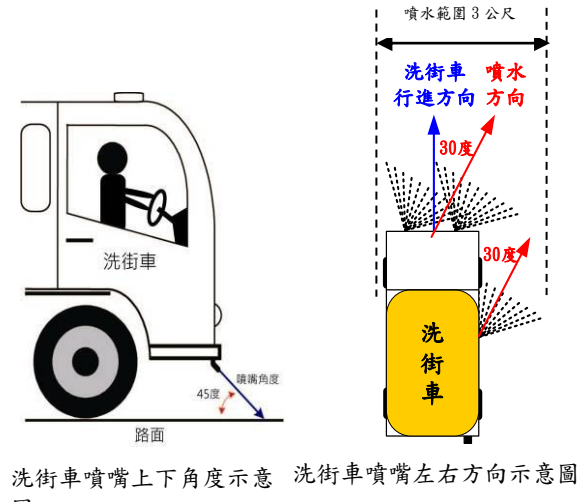 噴水範圍 3 公尺
洗街車
行進方向
噴水
方向
30度
30度
洗街車
洗
街
車
噴嘴角度
45度
路面
洗街車噴嘴上下角度示意
洗街車噴嘴左右方向示意圖